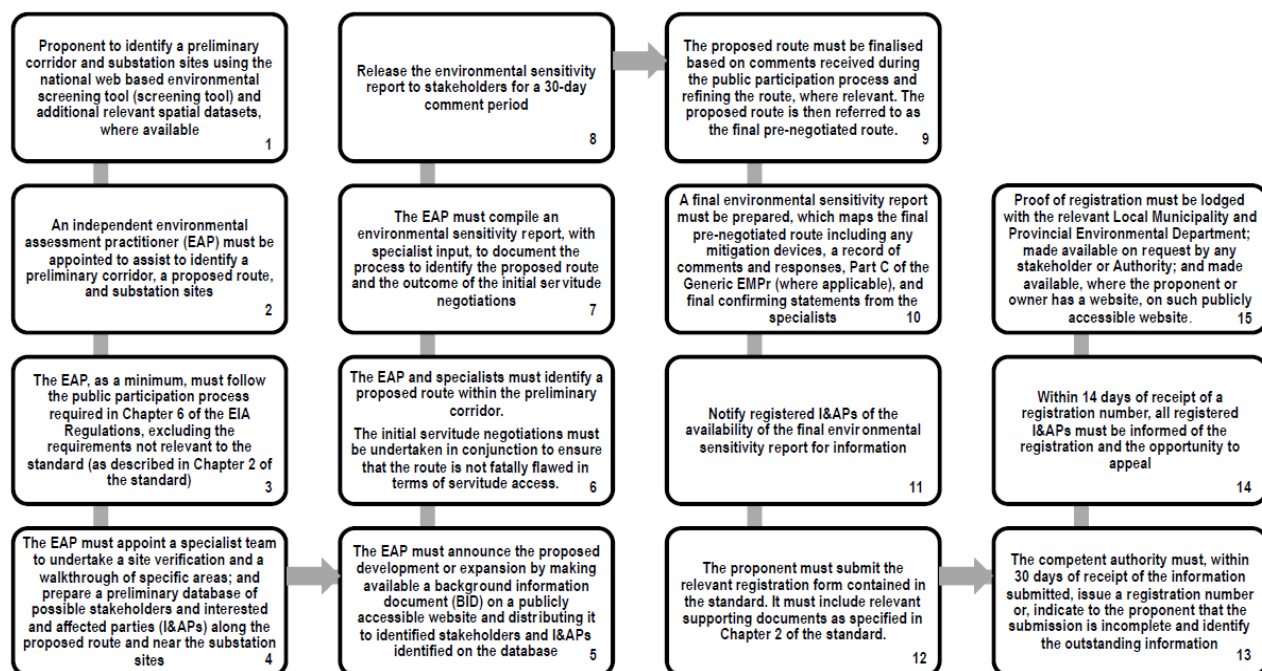 Proponent to identify a preliminary
corridor and substation sites using the
national web based environmental
screening tool (screening tool) and
additional relevant spatial datasets,
where available
1
An independent environmental
assessment practitioner (EAP) must be
appointed to assist to identify a
preliminary corridor, a proposed route,
and substation sites
2
The EAP, as a minimum, must follow
the public participation process
required in Chapter 6 of the EIA
Regulations, excluding the
requirements not relevant to the
standard (as described in Chapter 2 of
the standard)
3
The EAP must appoint a specialist team
to undertake a site verification and a
walkthrough of specific areas; and
prepare a preliminary database of
possible stakeholders and interested
and affected parties (I&APs) along the
proposed route and near the substation
sites
4
The EAP must announce the proposed
development or expansion by making
available a background information
document (BID) on a publicly
accessible website and distributing it
to identified stakeholders and I&APs
identified on the database
5
The EAP and specialists must identify a
proposed route within the preliminary
corridor.
The initial servitude negotiations must
be undertaken in conjunction to ensure
that the route is not fatally flawed in
terms of servitude access.
6
The EAP must compile an
environmental sensitivity report, with
specialist input, to document the
process to identify the proposed route
and the outcome of the initial servitude
negotiations
7
Release the environmental sensitivity
report to stakeholders for a 30-day
comment period
8
The proposed route must be finalised
based on comments received during
the public participation process and
refining the route, where relevant. The
proposed route is then referred to as
the final pre-negotiated route.
9
A final environmental sensitivity report
must be prepared, which maps the final
pre-negotiated route including any
mitigation devices, a record of
comments and responses, Part C of the
Generic EMPr (where applicable), and
final confirming statements from the
specialists
10
Notify registered I&APs of the
availability of the final environmental
sensitivity report for information
11
The proponent must submit the
relevant registration form contained in
the standard. It must include relevant
supporting documents as specified in
Chapter 2 of the standard.
12
The competent authority must, within
30 days of receipt of the information
submitted, issue a registration number
or, indicate to the proponent that the
submission is incomplete and identify
the outstanding information
13
Within 14 days of receipt of a
registration number, all registered
I&APs must be informed of the
registration and the opportunity to
appeal
14
Proof of registration must be lodged
with the relevant Local Municipality and
Provincial Environmental Department;
made available on request by any
stakeholder or Authority; and made
available, where the proponent or
owner has a website, on such publicly
accessible website.
15